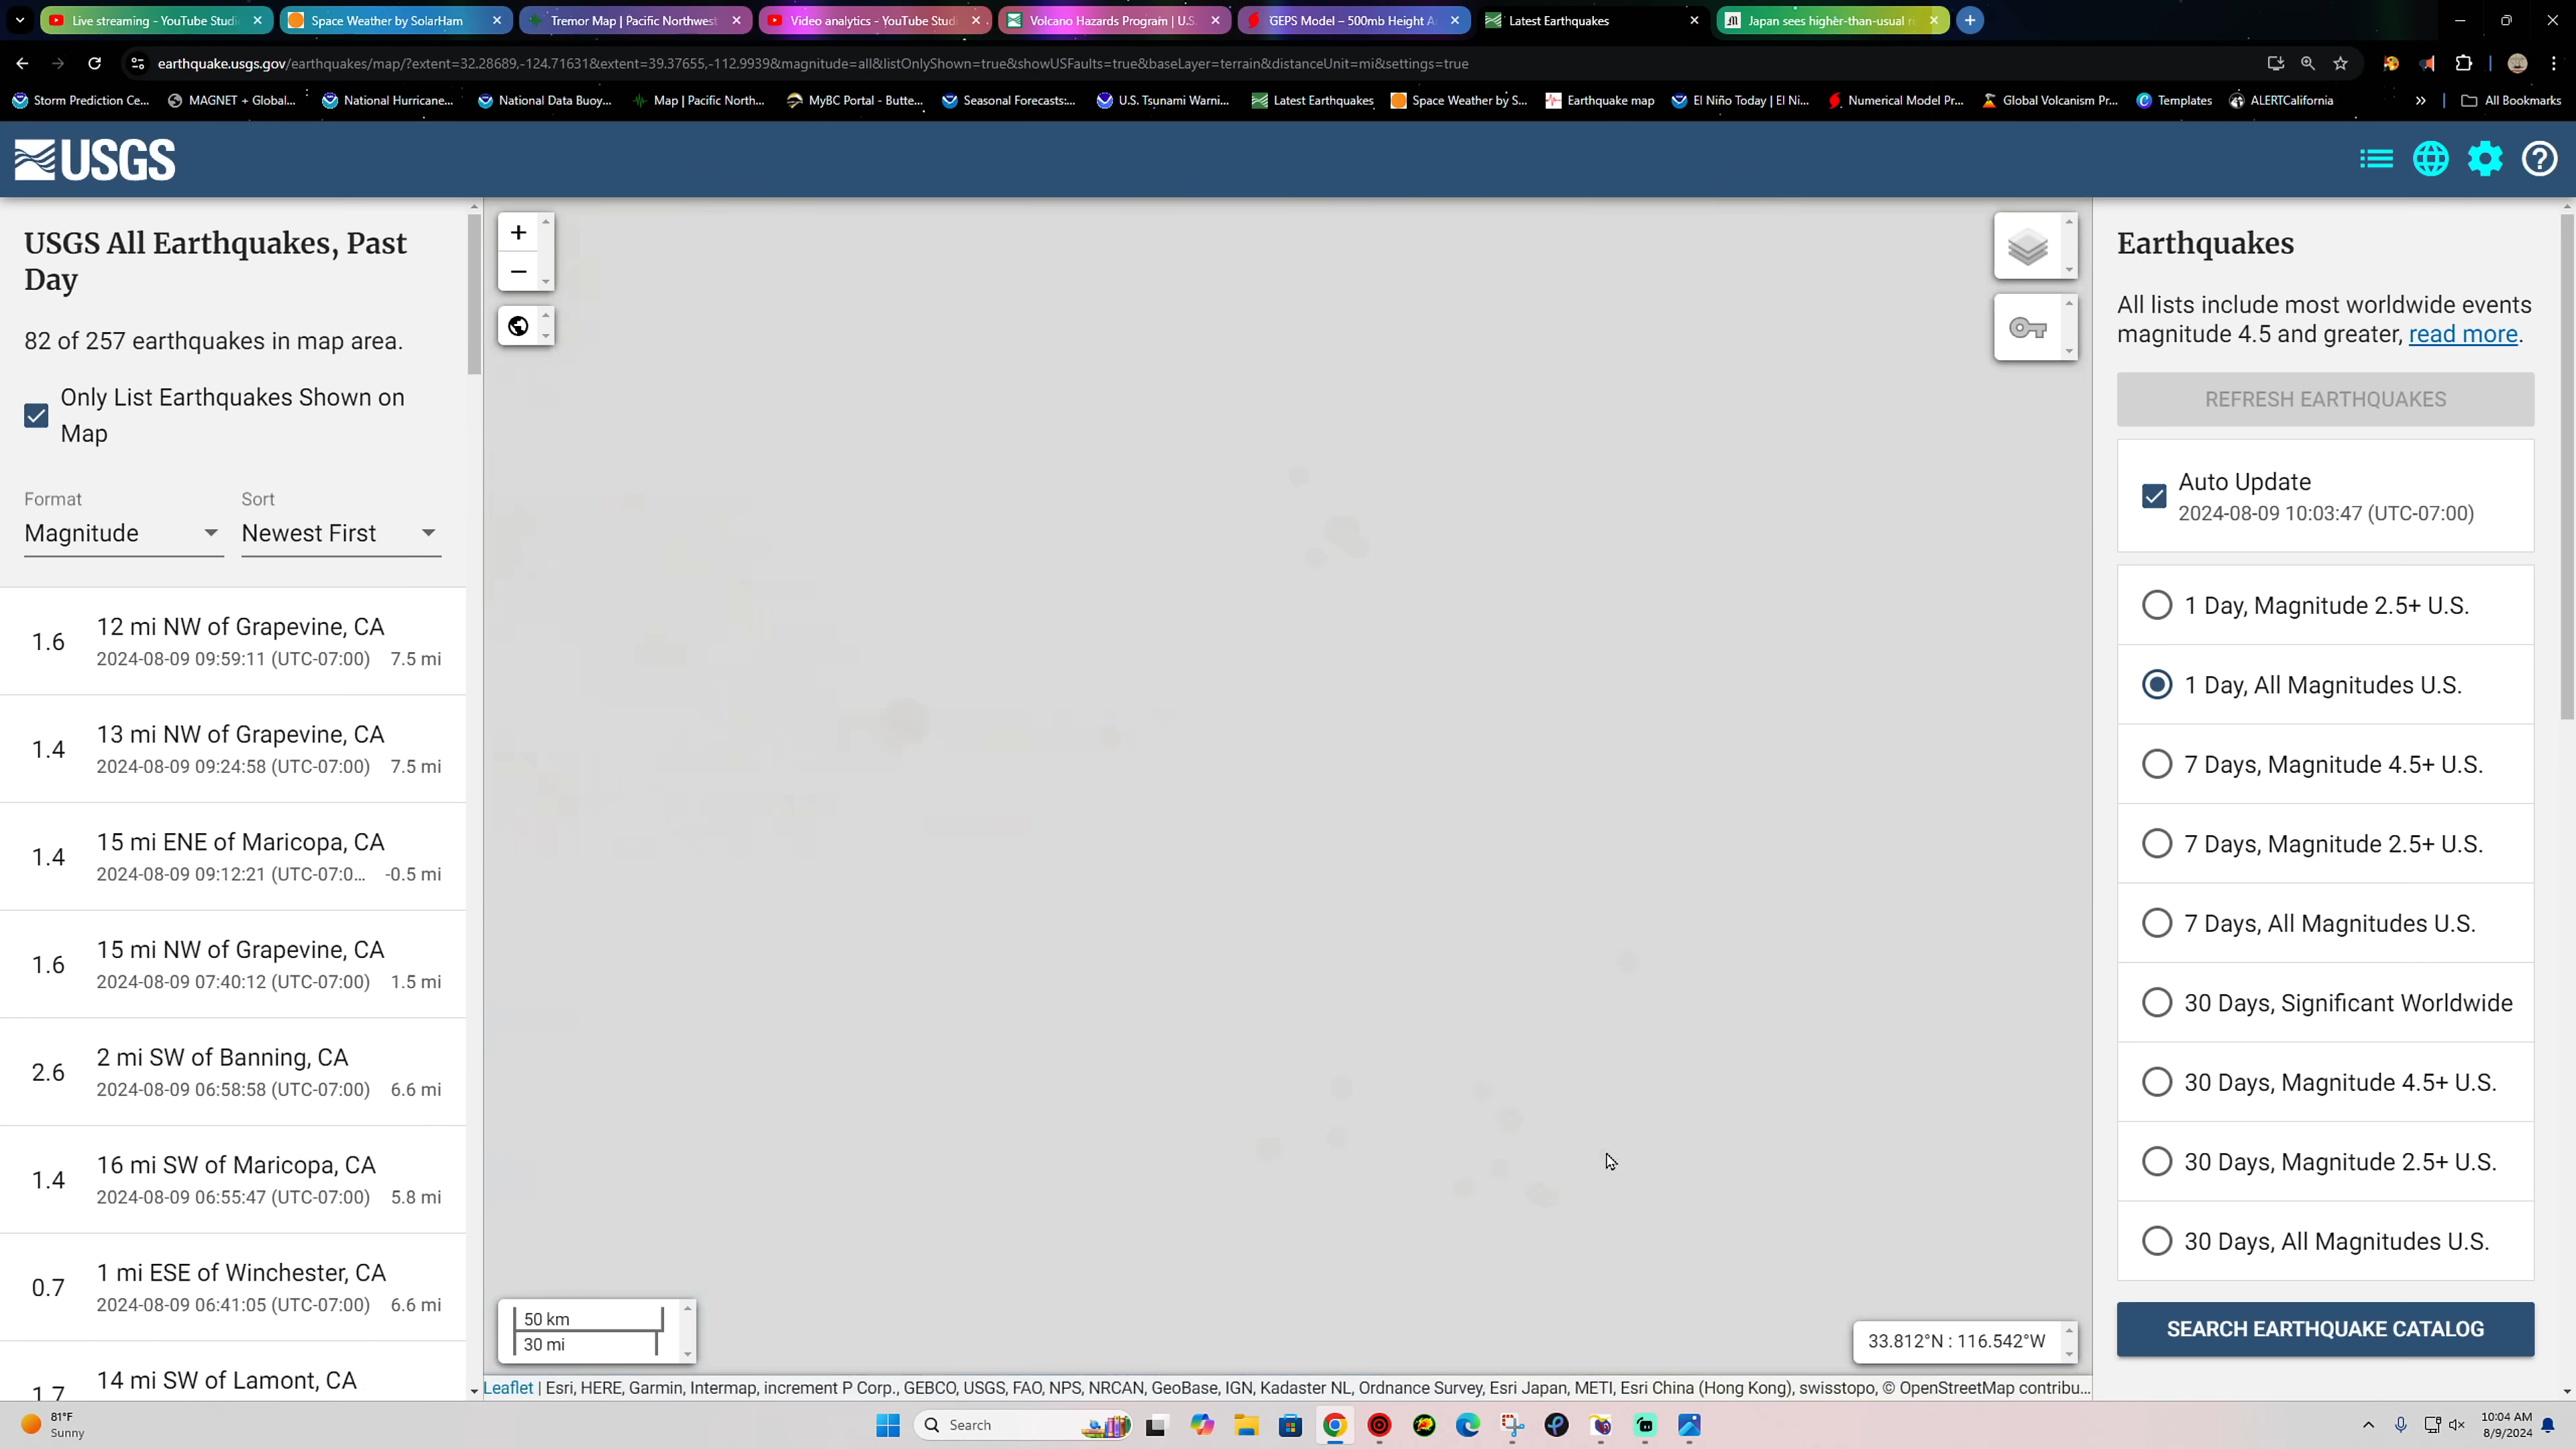 Live streaming - YouTube Studi
Space Weather by SolarHam
Tremor Map | Pacific Northwest
Video analytics - YouTube Studi
Volcano Hazards Program | U.S.
GEPS Model – 500mb Height A
Latest Earthquakes
Japan sees higher-than-usual r
earthquake.usgs.gov/earthquakes/map/?extent=32.28689,-124.71631&extent=39.37655,-112.9939&magnitude=all&listOnlyShown=true&showUSFaults=true&baseLayer=terrain&distanceUnit=mi&settings=true
Storm Prediction Ce...
MAGNET + Global...
National Hurricane...
National Data Buoy...
Map | Pacific North...
MyBC Portal - Butte...
Seasonal Forecasts:...
U.S. Tsunami Warni...
Latest Earthquakes
Space Weather by S...
Earthquake map
El Niño Today | El Ni...
Numerical Model Pr...
Global Volcanism Pr...
Templates
ALERTCalifornia
All Bookmarks
USGS
USGS All Earthquakes, Past
Day
82 of 257 earthquakes in map area.
Only List Earthquakes Shown on
Map
Format
Sort
Magnitude
Newest First
1.6
12 mi NW of Grapevine, CA
2024-08-09 09:59:11 (UTC-07:00) 7.5 mi
1.4
13 mi NW of Grapevine, CA
2024-08-09 09:24:58 (UTC-07:00) 7.5 mi
1.4
15 mi ENE of Maricopa, CA
2024-08-09 09:12:21 (UTC-07:0... -0.5 mi
1.6
15 mi NW of Grapevine, CA
2024-08-09 07:40:12 (UTC-07:00) 1.5 mi
2.6
2 mi SW of Banning, CA
2024-08-09 06:58:58 (UTC-07:00) 6.6 mi
1.4
16 mi SW of Maricopa, CA
2024-08-09 06:55:47 (UTC-07:00) 5.8 mi
0.7
1 mi ESE of Winchester, CA
2024-08-09 06:41:05 (UTC-07:00) 6.6 mi
1.7
14 mi SW of Lamont, CA
+
−
50 km
30 mi
33.812°N : 116.542°W
Leaflet | Esri, HERE, Garmin, Intermap, increment P Corp., GEBCO, USGS, FAO, NPS, NRCAN, GeoBase, IGN, Kadaster NL, Ordnance Survey, Esri Japan, METI, Esri China (Hong Kong), swisstopo, © OpenStreetMap contribu...
Earthquakes
All lists include most worldwide events
magnitude 4.5 and greater, read more.
REFRESH EARTHQUAKES
Auto Update
2024-08-09 10:03:47 (UTC-07:00)
1 Day, Magnitude 2.5+ U.S.
1 Day, All Magnitudes U.S.
7 Days, Magnitude 4.5+ U.S.
7 Days, Magnitude 2.5+ U.S.
7 Days, All Magnitudes U.S.
30 Days, Significant Worldwide
30 Days, Magnitude 4.5+ U.S.
30 Days, Magnitude 2.5+ U.S.
30 Days, All Magnitudes U.S.
SEARCH EARTHQUAKE CATALOG
81°F
Sunny
Search
10:04 AM
8/9/2024